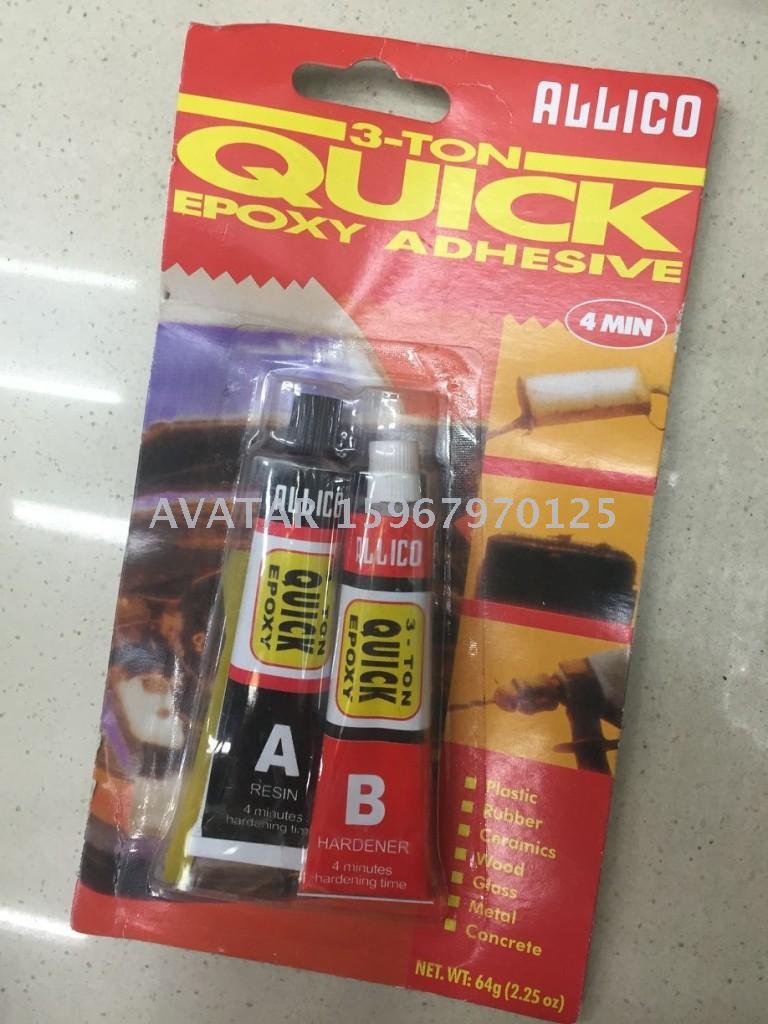 ALLICO
3-TON
QUICK
EPOXY ADHESIVE
4 MIN
AVATAR 15967970125
ALLICO
TON
QUICK
EPOXY
A
RESIN
4 minutes
hardening time
ALLICO
3-TON
QUICK
EPOXY
B
HARDENER
4 minutes
hardening time
Plastic
Rubber
Ceramics
Wood
Glass
Metal
Concrete
NET. WT: 64g (2.25 oz)